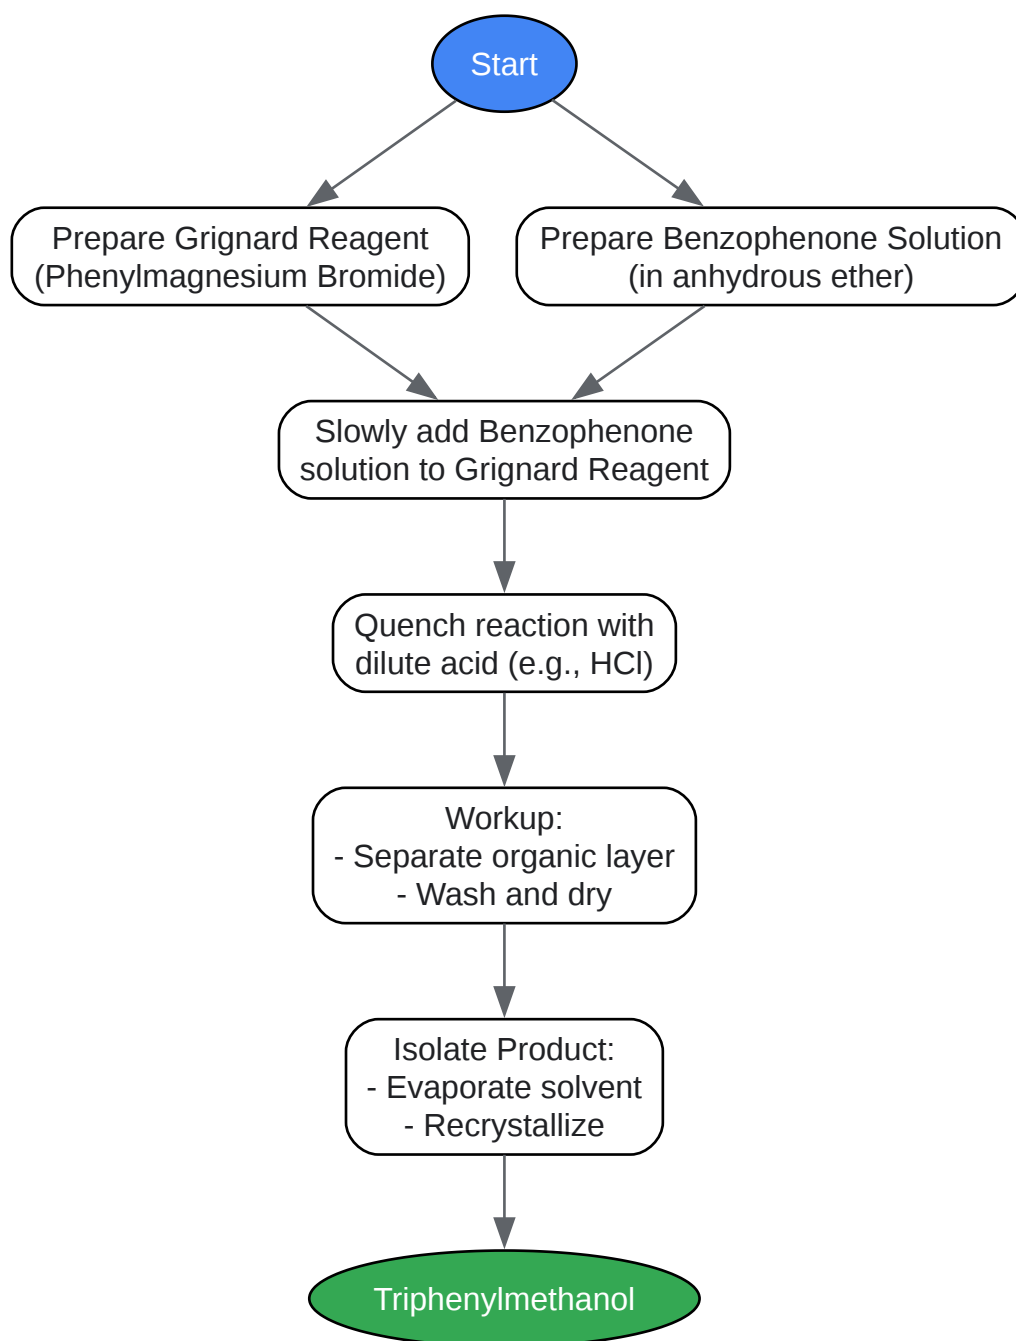 Start
Prepare Grignard Reagent
(Phenylmagnesium Bromide)
Prepare Benzophenone Solution
(in anhydrous ether)
Slowly add Benzophenone
solution to Grignard Reagent
Quench reaction with
dilute acid (e.g., HCl)
Workup:
- Separate organic layer
- Wash and dry
Isolate Product:
- Evaporate solvent
- Recrystallize
Triphenylmethanol